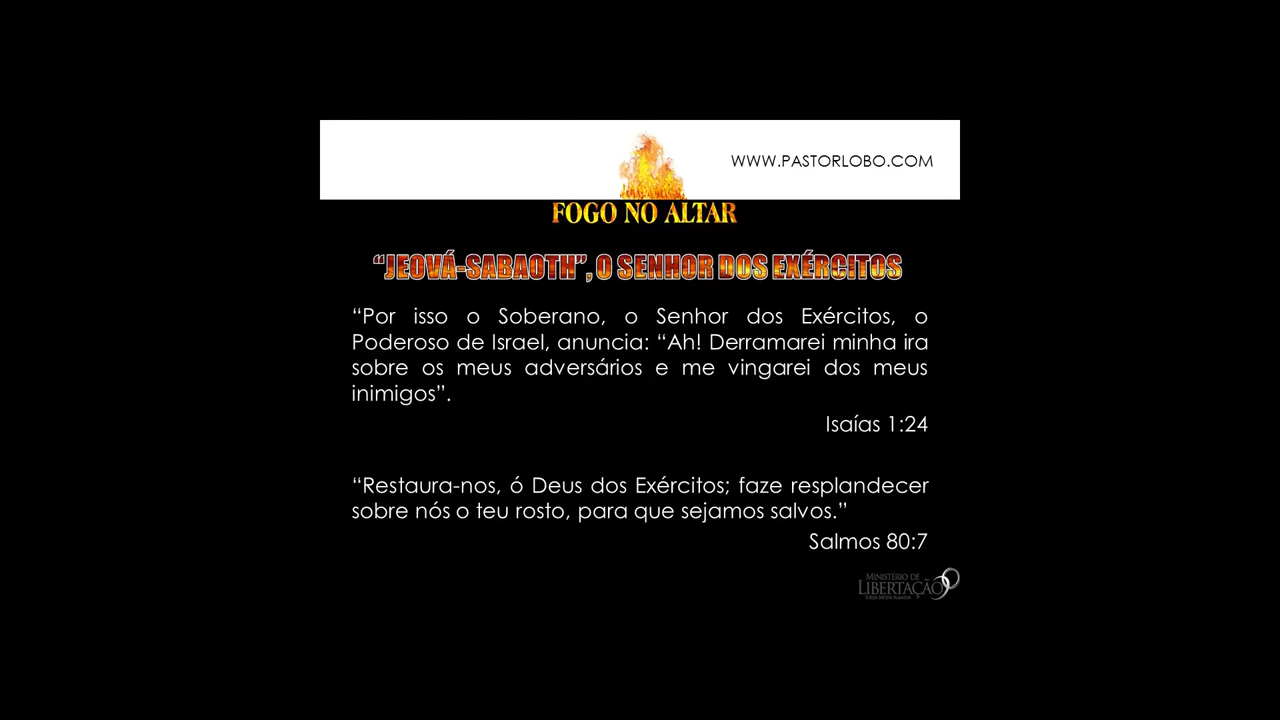 WWW.PASTORLOBO.COM
FOGO NO ALTAR
“JEOVÁ-SABAOTH”, O SENHOR DOS EXÉRCITOS
“Por isso o Soberano, o Senhor dos Exércitos, o
Poderoso de Israel, anuncia: “Ah! Derramarei minha ira
sobre os meus adversários e me vingarei dos meus
inimigos”.
Isaías 1:24
“Restaura-nos, ó Deus dos Exércitos; faze resplandecer
sobre nós o teu rosto, para que sejamos salvos.”
Salmos 80:7
MINISTÉRIO DE
LIBERTAÇÃO